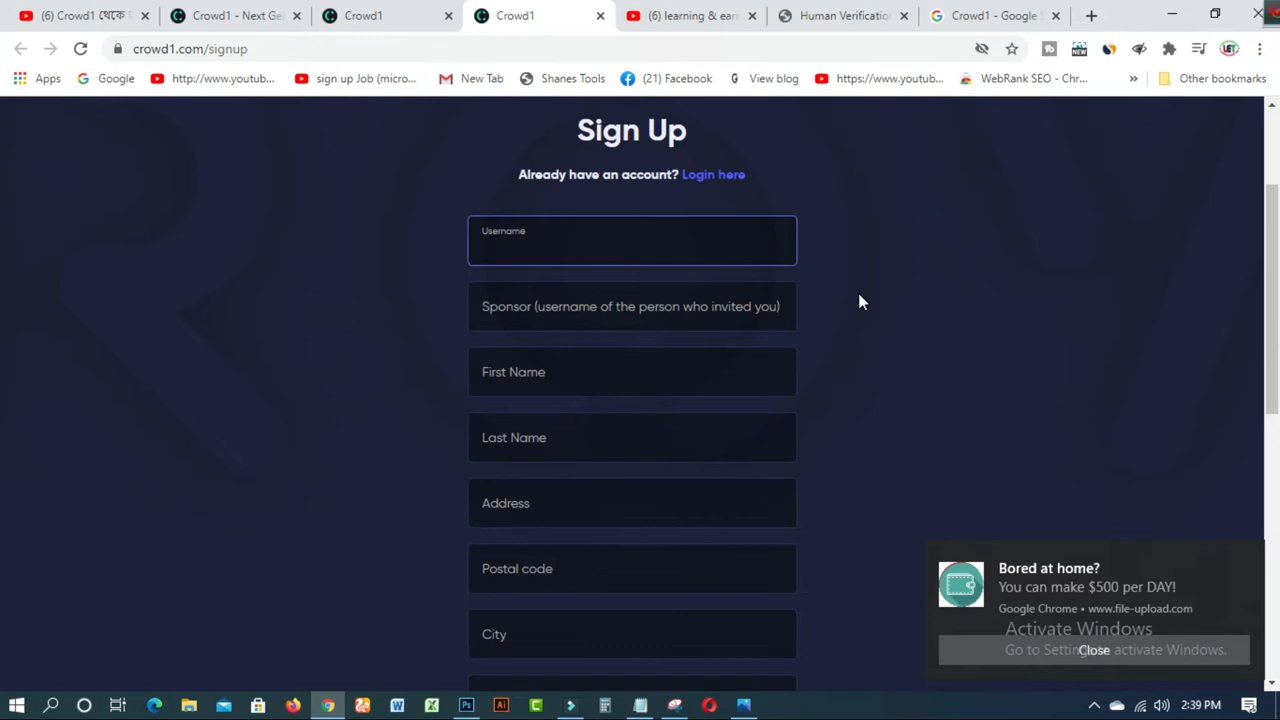 (6) Crowd1 থেকে
Crowd1 - Next Ge
Crowd1
Crowd1
(6) learning & earn
Human Verification
Crowd1 - Google S
crowd1.com/signup
NEW
LET
Apps
Google
http://www.youtub...
sign up Job (micro...
New Tab
Shanes Tools
(21) Facebook
View blog
https://www.youtub...
WebRank SEO - Chr...
Other bookmarks
Sign Up
Already have an account? Login here
Username
Sponsor (username of the person who invited you)
First Name
Last Name
Address
Postal code
City
Bored at home?
You can make $500 per DAY!
Google Chrome • www.file-upload.com
Activate Windows
Go to Settings to activate Windows.
Close
2:39 PM